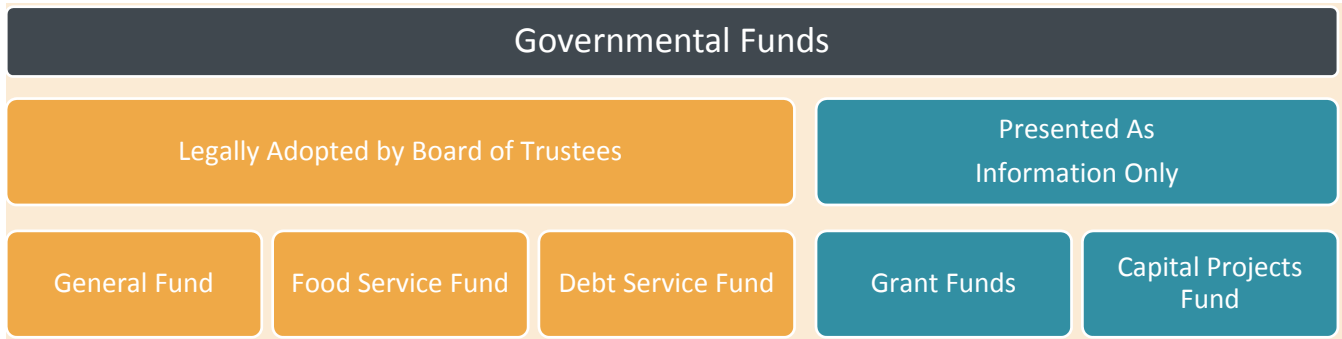 Governmental Funds
Legally Adopted by Board of Trustees
Presented As
Information Only
General Fund
Food Service Fund
Debt Service Fund
Grant Funds
Capital Projects
Fund